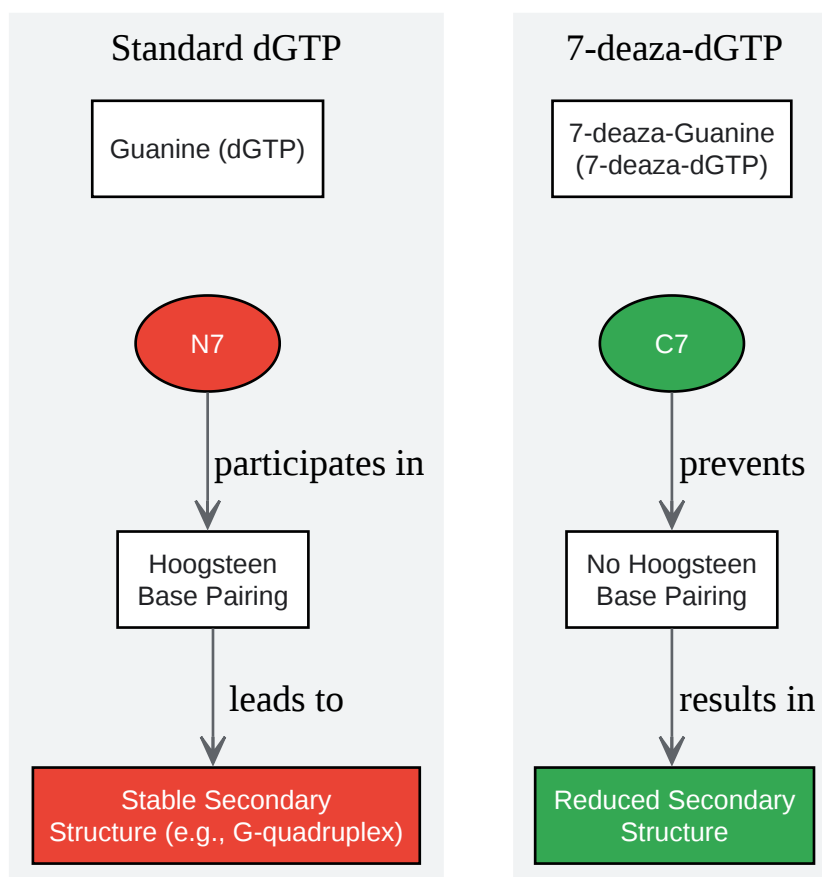 Standard dGTP
Guanine (dGTP)
N7
participates in
Hoogsteen
Base Pairing
leads to
Stable Secondary
Structure (e.g., G-quadruplex)
7-deaza-dGTP
7-deaza-Guanine
(7-deaza-dGTP)
C7
prevents
No Hoogsteen
Base Pairing
results in
Reduced Secondary
Structure